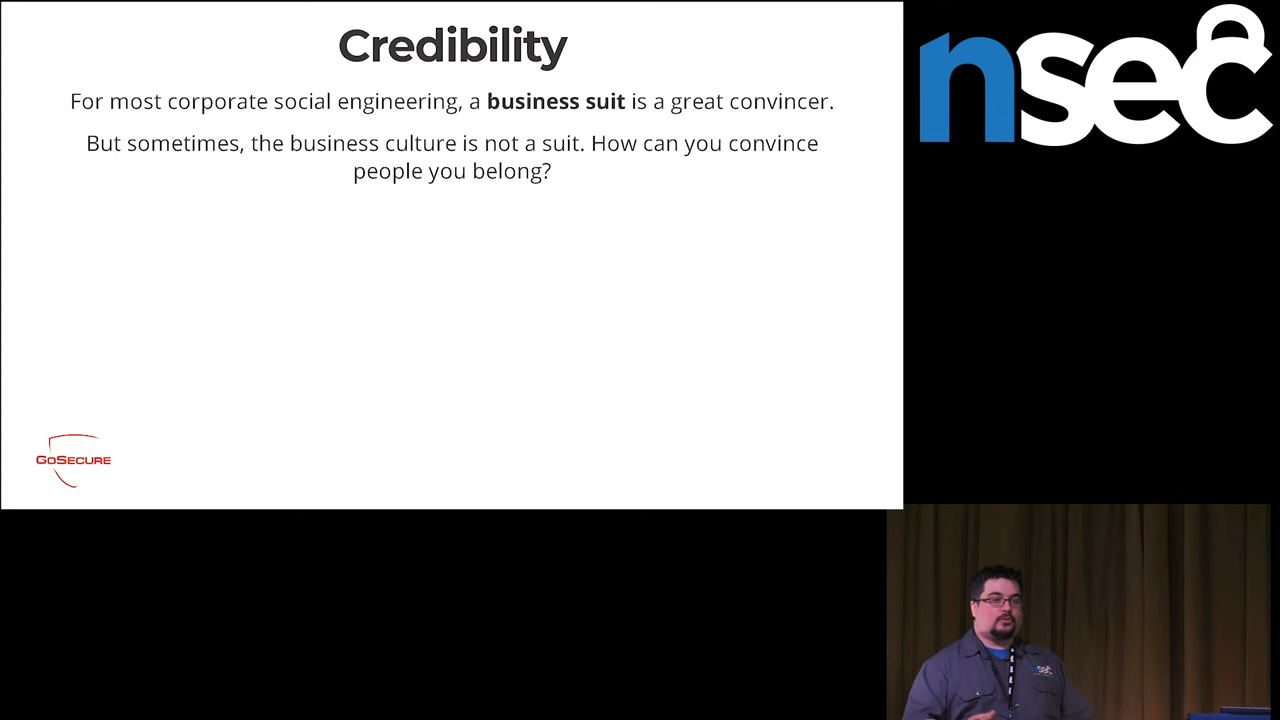 Credibility
For most corporate social engineering, a business suit is a great convincer.
But sometimes, the business culture is not a suit. How can you convince
people you belong?
GoSecure
nsec
nsec